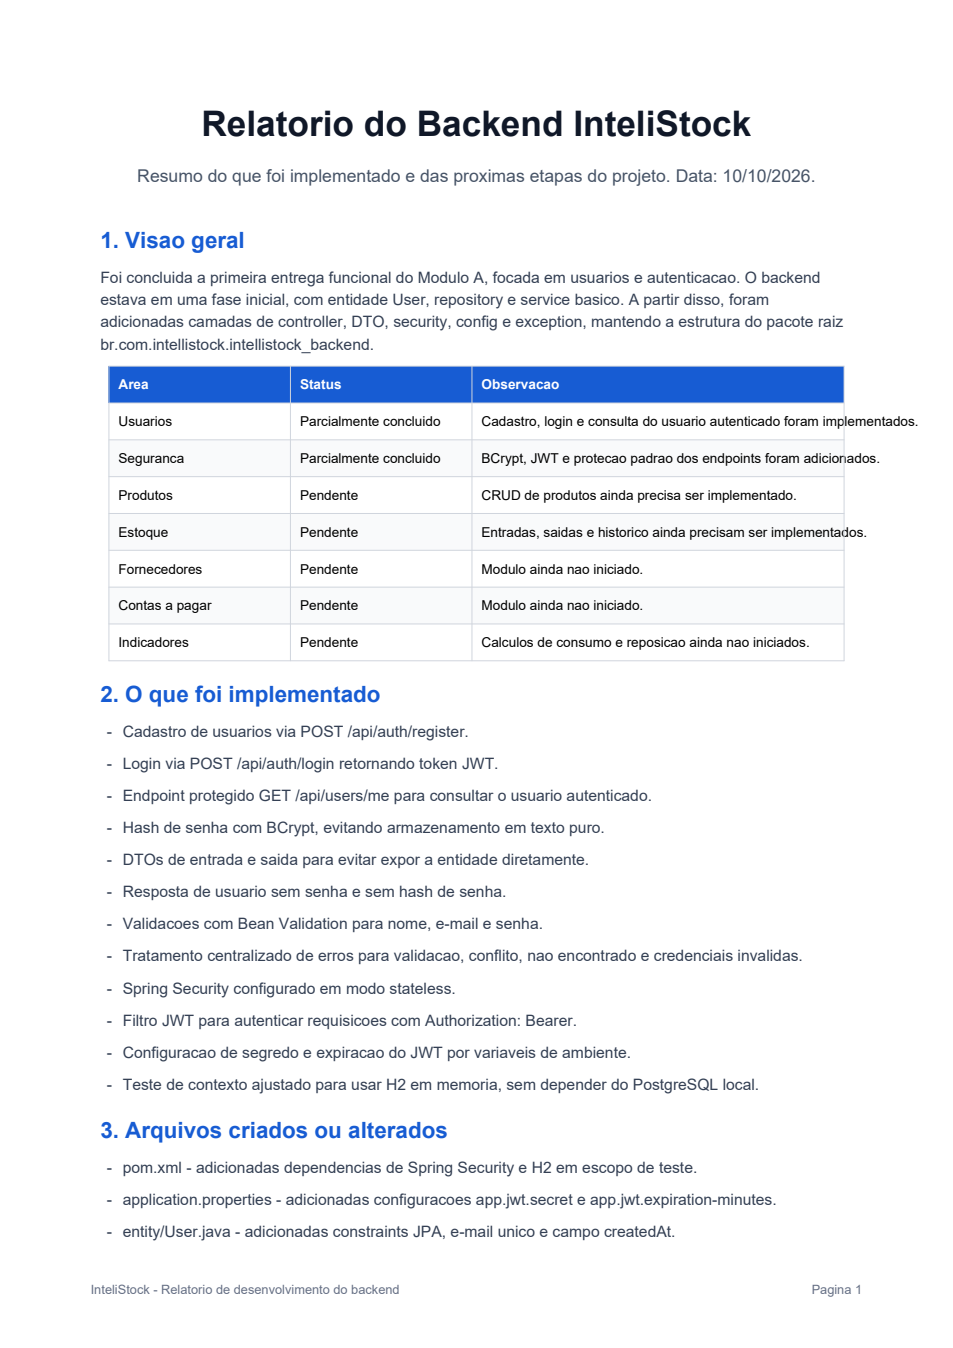 Relatorio do Backend InteliStock
Resumo do que foi implementado e das proximas etapas do projeto. Data: 10/10/2026.
1. Visao geral
Foi concluida a primeira entrega funcional do Modulo A, focada em usuarios e autenticacao. O backend
estava em uma fase inicial, com entidade User, repository e service basico. A partir disso, foram
adicionadas camadas de controller, DTO, security, config e exception, mantendo a estrutura do pacote raiz
br.com.intellistock.intellistock_backend.
Area Status Observacao
Usuarios Parcialmente concluido Cadastro, login e consulta do usuario autenticado foram implementados.
Seguranca Parcialmente concluido BCrypt, JWT e protecao padrao dos endpoints foram adicionados.
Produtos Pendente CRUD de produtos ainda precisa ser implementado.
Estoque Pendente Entradas, saidas e historico ainda precisam ser implementados.
Fornecedores Pendente Modulo ainda nao iniciado.
Contas a pagar Pendente Modulo ainda nao iniciado.
Indicadores Pendente Calculos de consumo e reposicao ainda nao iniciados.
2. O que foi implementado
- Cadastro de usuarios via POST /api/auth/register.
- Login via POST /api/auth/login retornando token JWT.
- Endpoint protegido GET /api/users/me para consultar o usuario autenticado.
- Hash de senha com BCrypt, evitando armazenamento em texto puro.
- DTOs de entrada e saida para evitar expor a entidade diretamente.
- Resposta de usuario sem senha e sem hash de senha.
- Validacoes com Bean Validation para nome, e-mail e senha.
- Tratamento centralizado de erros para validacao, conflito, nao encontrado e credenciais invalidas.
- Spring Security configurado em modo stateless.
- Filtro JWT para autenticar requisicoes com Authorization: Bearer.
- Configuracao de segredo e expiracao do JWT por variaveis de ambiente.
- Teste de contexto ajustado para usar H2 em memoria, sem depender do PostgreSQL local.
3. Arquivos criados ou alterados
- pom.xml - adicionadas dependencias de Spring Security e H2 em escopo de teste.
- application.properties - adicionadas configuracoes app.jwt.secret e app.jwt.expiration-minutes.
- entity/User.java - adicionadas constraints JPA, e-mail unico e campo createdAt.
InteliStock - Relatorio de desenvolvimento do backend Pagina 1